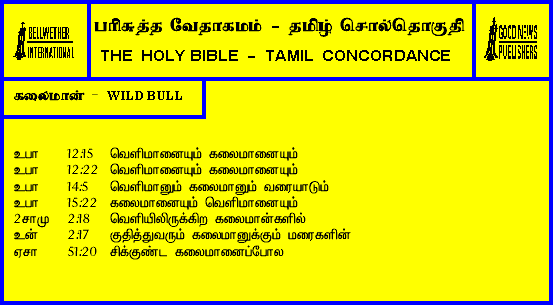 BELLWETHER INTERNATIONAL
பரிசுத்த வேதாகமம் - தமிழ் சொல்தொகுதி
THE HOLY BIBLE - TAMIL CONCORDANCE
GOOD NEWS PUBLISHERS
கலைமான் - WILD BULL
உபா 12:15 வெளிமானையும் கலைமானையும்
உபா 12:22 வெளிமானையும் கலைமானையும்
உபா 14:5 வெளிமானும் கலைமானும் வரையாடும்
உபா 15:22 கலைமானையும் வெளிமானையும்
2சாமு 2:18 வெளியிலிருக்கிற கலைமான்களில்
உன் 2:17 குதித்துவரும் கலைமானுக்கும் மரைகளின்
ஏசா 51:20 சிக்குண்ட கலைமானைப்போல